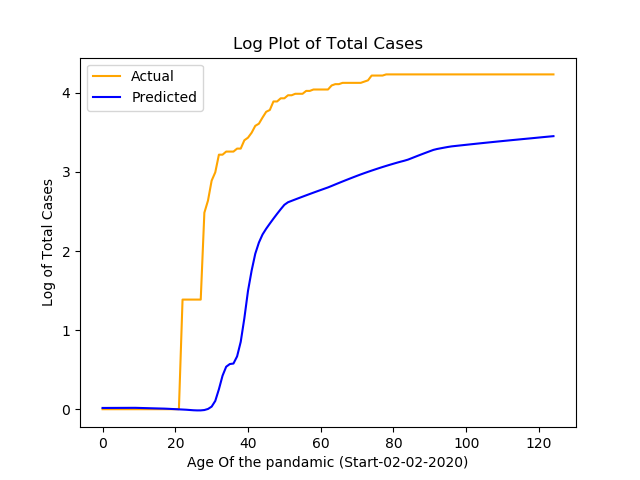 Log Plot of Total Cases
Actual
Predicted
4
3
2
1
0
Log of Total Cases
0 20 40 60 80 100 120
Age Of the pandamic (Start-02-02-2020)